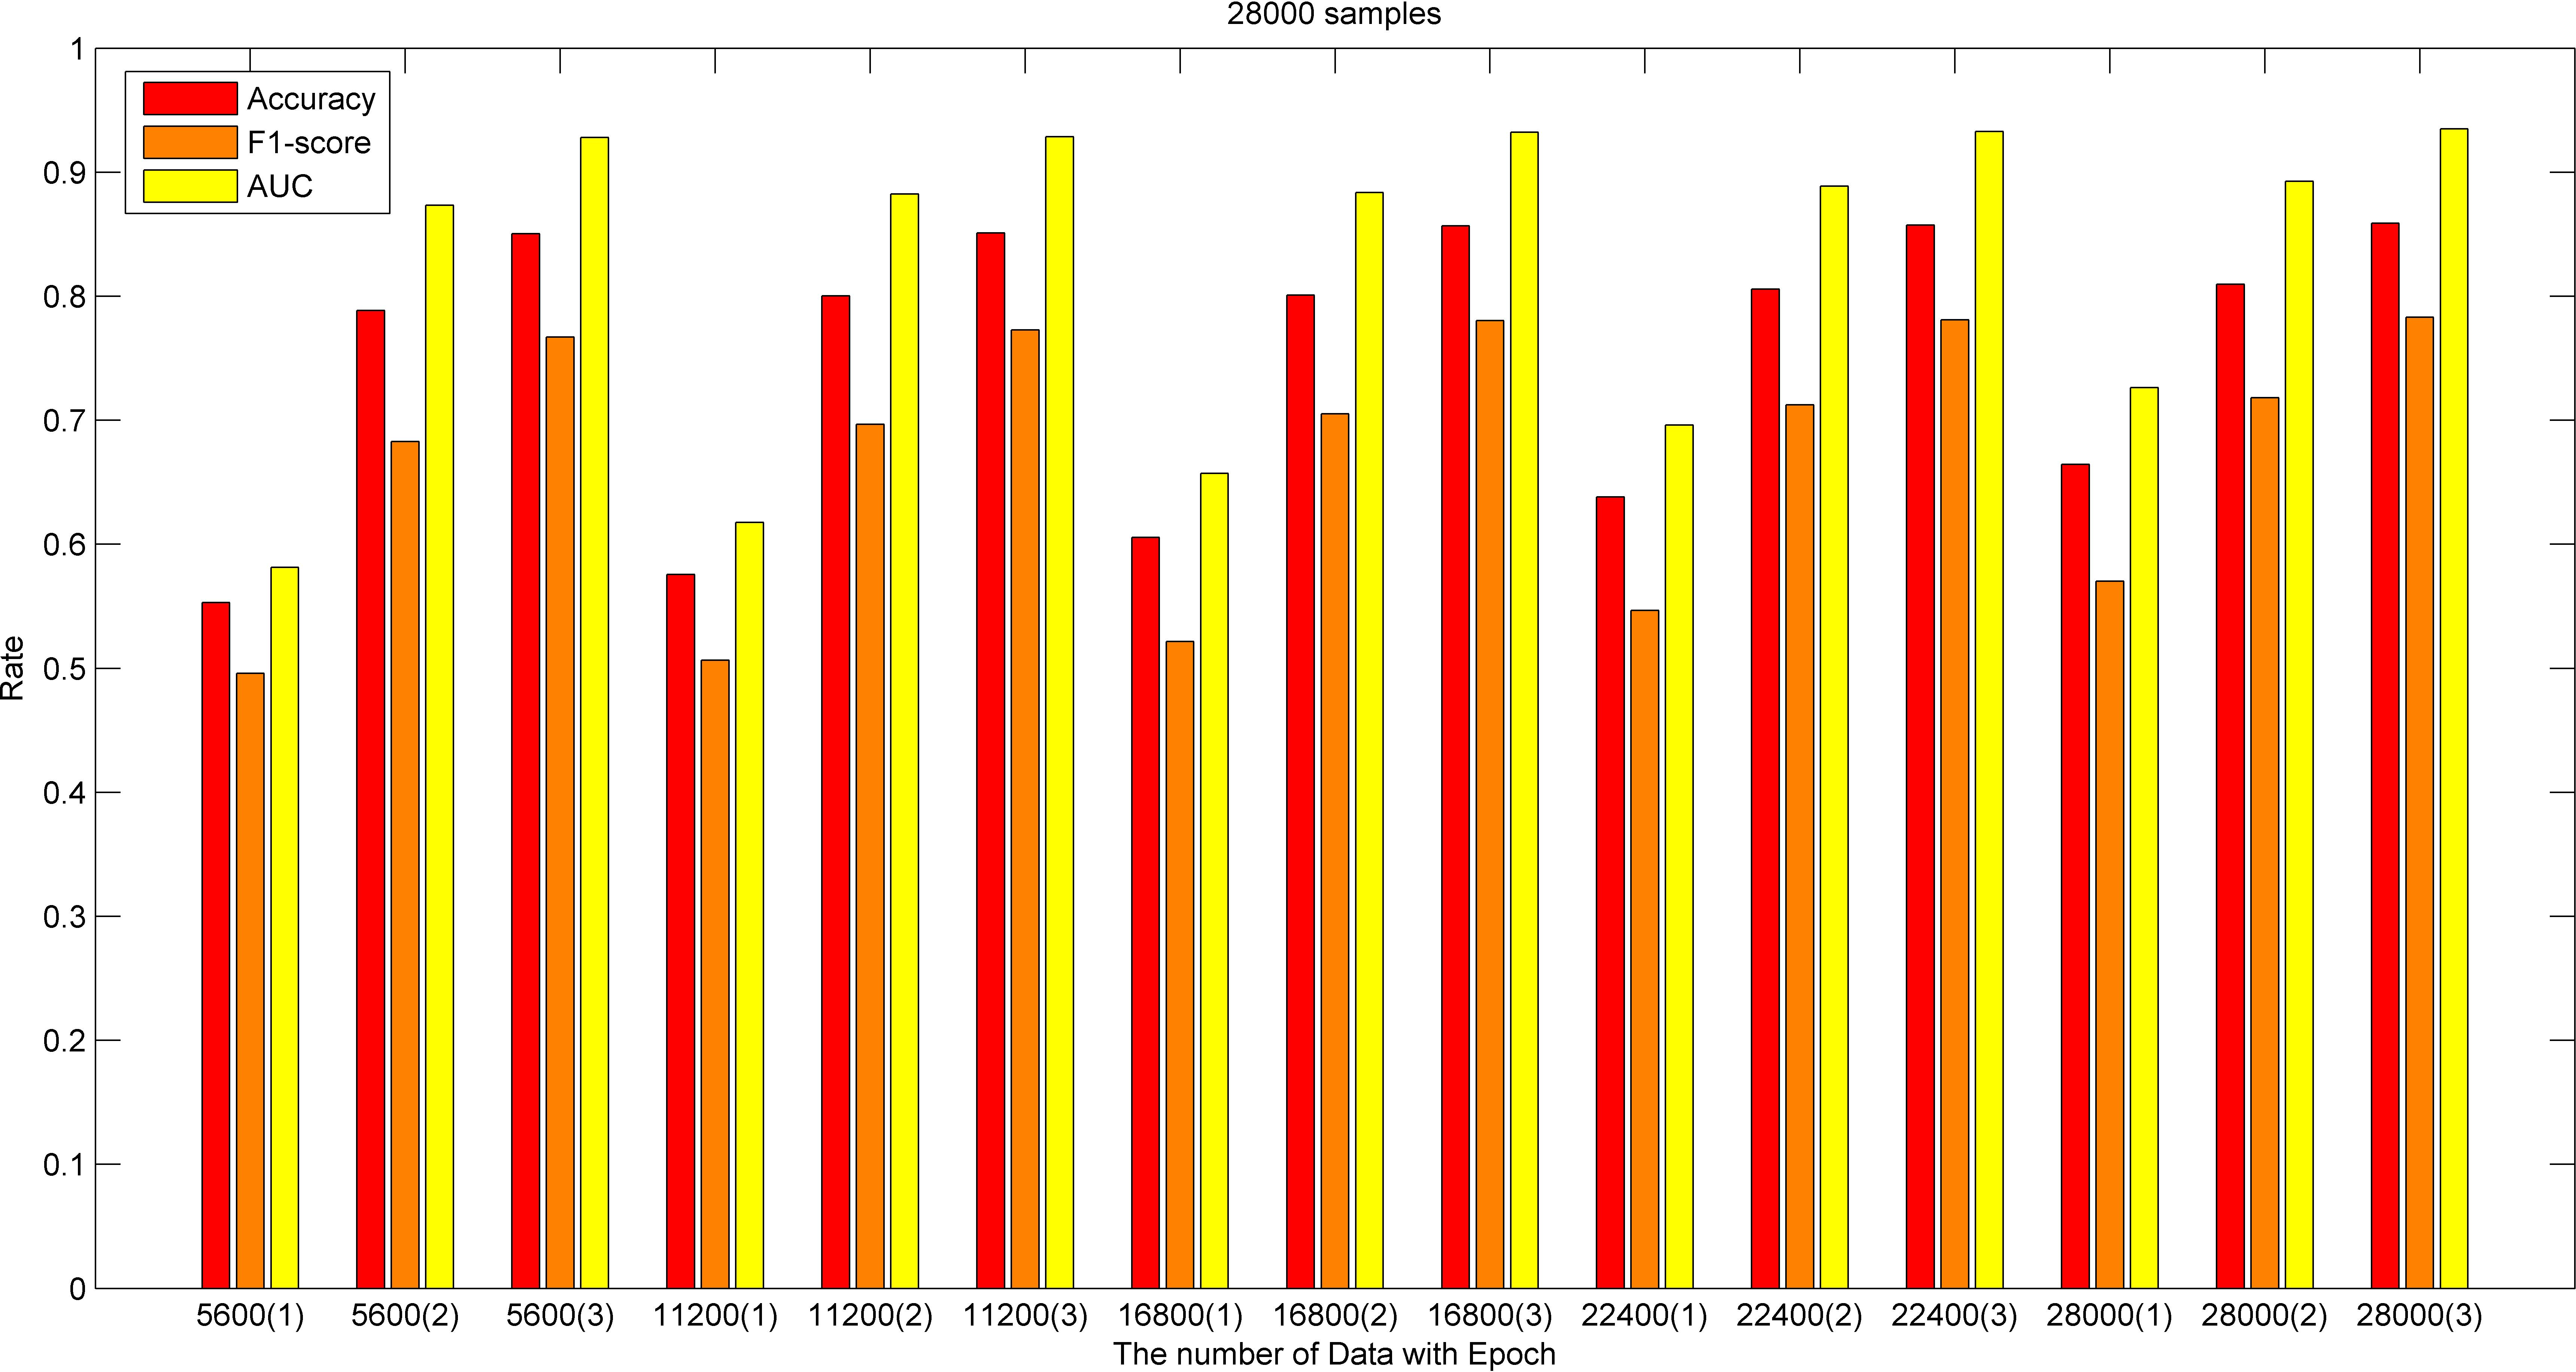 28000 samples
Accuracy
F1-score
AUC
1
0.9
0.8
0.7
0.6
0.5
0.4
0.3
0.2
0.1
0
Rate
5600(1) 5600(2) 5600(3) 11200(1) 11200(2) 11200(3) 16800(1) 16800(2) 16800(3) 22400(1) 22400(2) 22400(3) 28000(1) 28000(2) 28000(3)
The number of Data with Epoch